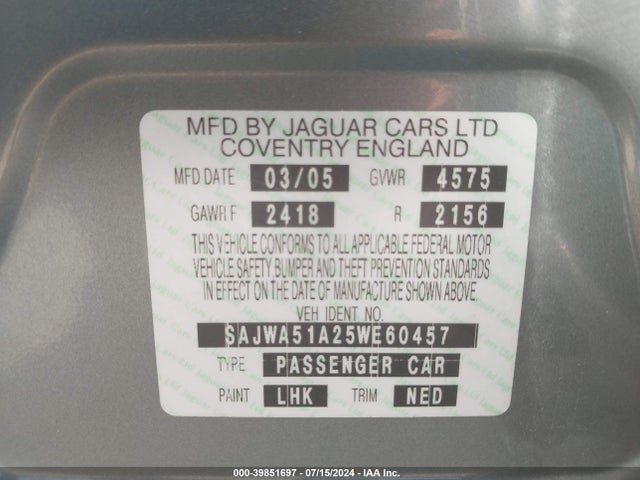 MFD BY JAGUAR CARS LTD
COVENTRY ENGLAND
MFD DATE 03/05 GVWR 4575
GAWR F 2418 R 2156
THIS VEHICLE CONFORMS TO ALL APPLICABLE FEDERAL MOTOR
VEHICLE SAFETY BUMPER AND THEFT PREVENTION STANDARDS
IN EFFECT ON THE DATE OF MANUFACTURE SHOWN ABOVE.
VEH IDENT NO.
SAJWA51A25WE60457
TYPE PASSENGER CAR
PAINT LHK TRIM NED
000-39851697 - 07/15/2024 - IAA Inc.